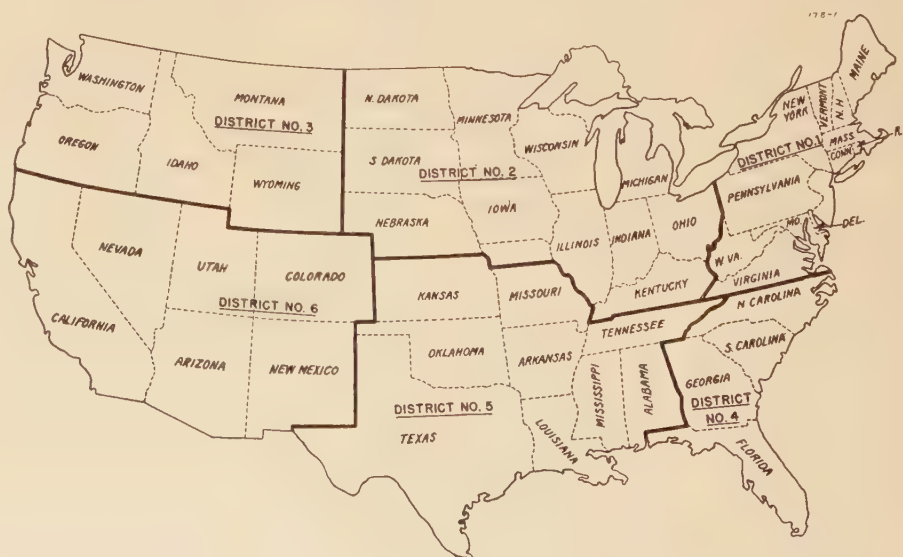 178-1
WASHINGTON
MONTANA
DISTRICT NO. 3
OREGON
IDAHO
WYOMING
N. DAKOTA
MINNESOTA
S DAKOTA
WISCONSIN
DISTRICT NO. 2
MICHIGAN
NEBRASKA
IOWA
ILLINOIS
INDIANA
OHIO
KENTUCKY
MAINE
NEW
YORK
VERMONT
N. H
DISTRICT NO. 1
MASS.
CONN.
R.
PENNSYLVANIA
MD.
DEL.
W. VA.
VIRGINIA
NEVADA
UTAH
COLORADO
DISTRICT NO. 6
CALIFORNIA
ARIZONA
NEW MEXICO
KANSAS
MISSOURI
TENNESSEE
OKLAHOMA
ARKANSAS
DISTRICT NO. 5
TEXAS
LOUISIANA
MISSISSIPPI
ALABAMA
N CAROLINA
S. CAROLINA
GEORGIA
DISTRICT
NO. 4
FLORIDA